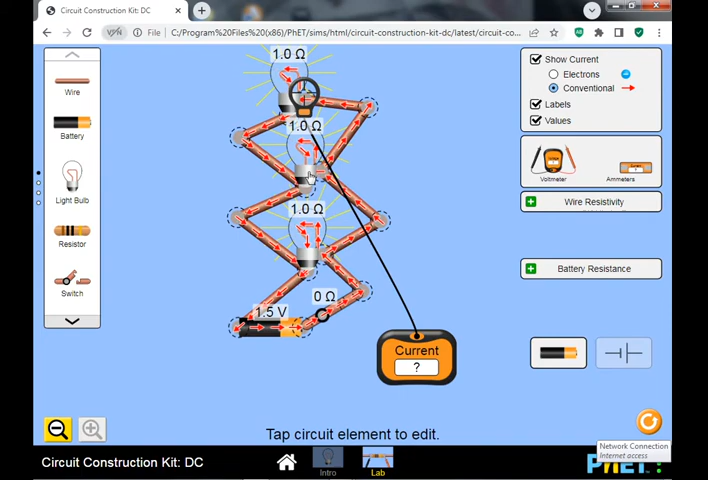 Circuit Construction Kit: DC
VPN
File
C:/Program%20Files%20(x86)/PhET/sims/html/circuit-construction-kit-dc/latest/circuit-co...
Wire
Battery
Light Bulb
Resistor
Switch
1.0 Ω
1.0 Ω
1.0 Ω
0 Ω
1.5 V
Current
?
Show Current
Electrons
Conventional
Labels
Values
Voltmeter
Ammeters
Wire Resistivity
Battery Resistance
Tap circuit element to edit.
Network Connection
Internet access
Circuit Construction Kit: DC
Intro
Lab
PhET